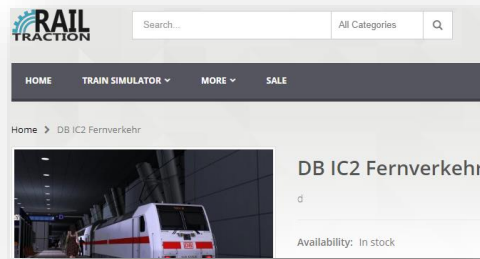 RAIL
TRACTION
Search...
All Categories
HOME TRAIN SIMULATOR MORE SALE
Home > DB IC2 Fernverkehr
DB IC2 Fernverkehr
d
Availability: In stock